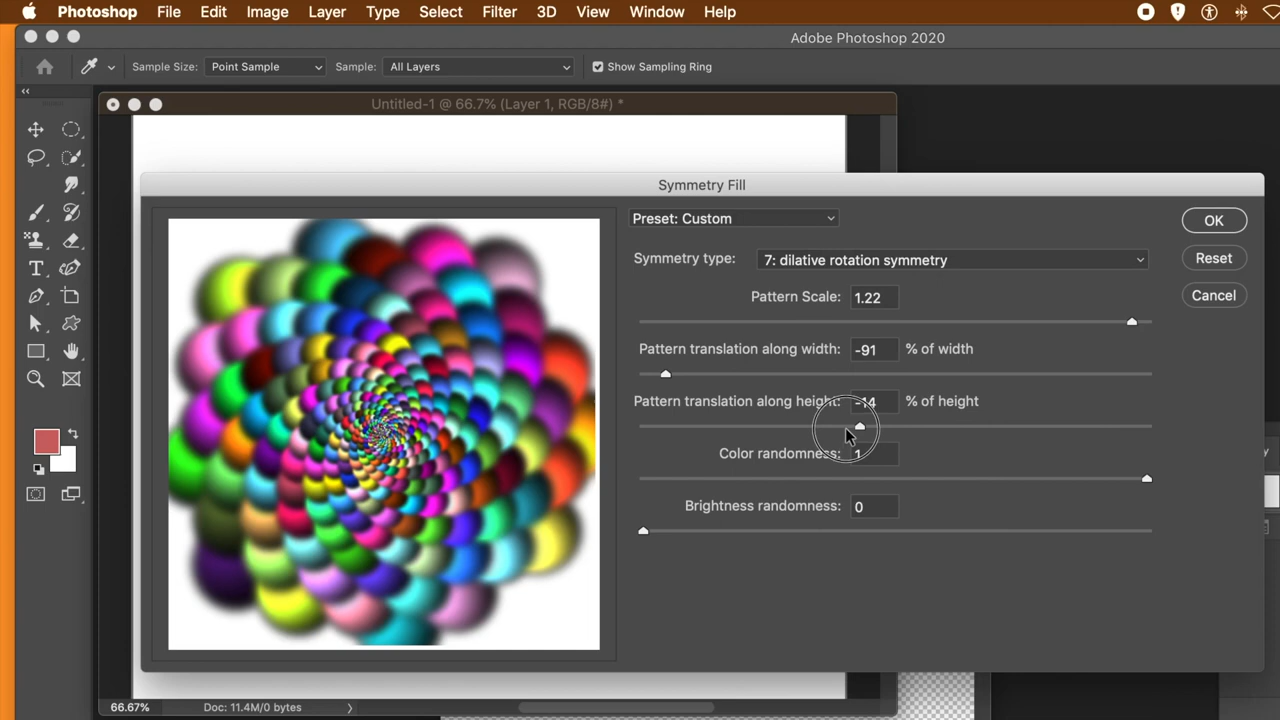 Photoshop File Edit Image Layer Type Select Filter 3D View Window Help
Adobe Photoshop 2020
Sample Size: Point Sample Sample: All Layers Show Sampling Ring
Untitled-1 @ 66.7% (Layer 1, RGB/8#) *
Symmetry Fill
Preset: Custom
OK
Symmetry type: 7: dilative rotation symmetry
Reset
Pattern Scale: 1.22
Cancel
Pattern translation along width: -91 % of width
Pattern translation along height: -14 % of height
Color randomness: 1
Brightness randomness: 0
66.67% Doc: 11.4M/0 bytes